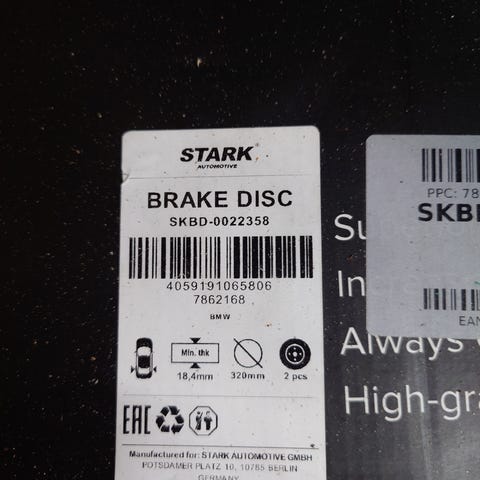 STARK
AUTOMOTIVE
BRAKE DISC
SKBD-0022358
4059191065806
7862168
BMW
Min. thk
18,4mm
320mm
2 pcs
EAC
Manufactured for: STARK AUTOMOTIVE GMBH
POTSDAMER PLATZ 10, 10785 BERLIN
GERMANY
PPC: 78
SKB
EAN
Su
In
Always
High-gra